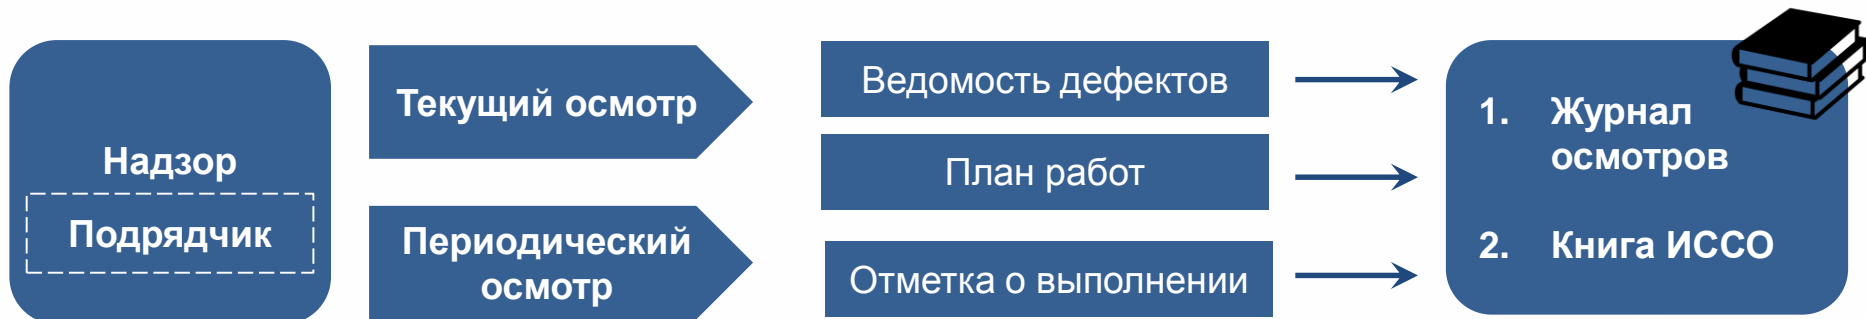 Надзор
Подрядчик
Текущий осмотр
Периодический
осмотр
Ведомость дефектов
План работ
Отметка о выполнении
1. Журнал
осмотров
2. Книга ИССО